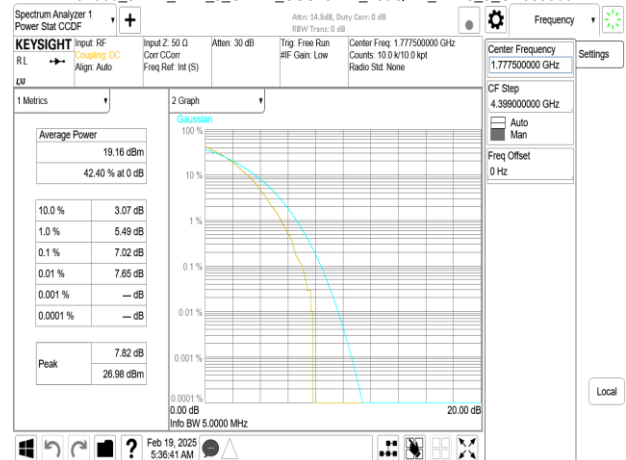 Spectrum Analyzer 1
Power Stat CCDF
Attn: 14.3dB, Duty Corr: 0 dB
RBW Trans: 0 dB
Frequency
KEYSIGHT
RL
Input: RF
Coupling: DC
Align: Auto
Input Z: 50 Ω
Corr CCorr
Freq Ref: Int (S)
Atten: 30 dB
Trig: Free Run
#IF Gain: Low
Center Freq: 1.777500000 GHz
Counts: 10.0 k/10.0 kpt
Radio Std: None
Center Frequency
1.777500000 GHz
Settings
CF Step
4.399000000 GHz
Auto
Man
Freq Offset
0 Hz
1 Metrics
2 Graph
Average Power
19.16 dBm
42.40 % at 0 dB
10.0 % 3.07 dB
1.0 % 5.49 dB
0.1 % 7.02 dB
0.01 % 7.65 dB
0.001 % --- dB
0.0001 % --- dB
Peak
7.82 dB
26.98 dBm
Gaussian
100 %
10 %
1 %
0.1 %
0.01 %
0.001 %
0.0001 %
0.00 dB 20.00 dB
Info BW 5.0000 MHz
Local
Feb 19, 2025
5:36:41 AM